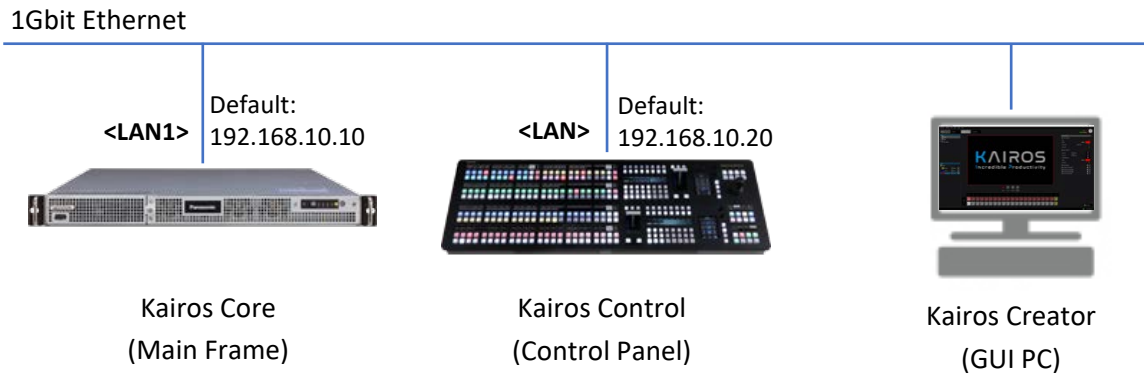 1Gbit Ethernet
<LAN1>
Default:
192.168.10.10
<LAN>
Default:
192.168.10.20
Panasonic
KAIROS
Incredible Productivity
Kairos Core
(Main Frame)
Kairos Control
(Control Panel)
Kairos Creator
(GUI PC)